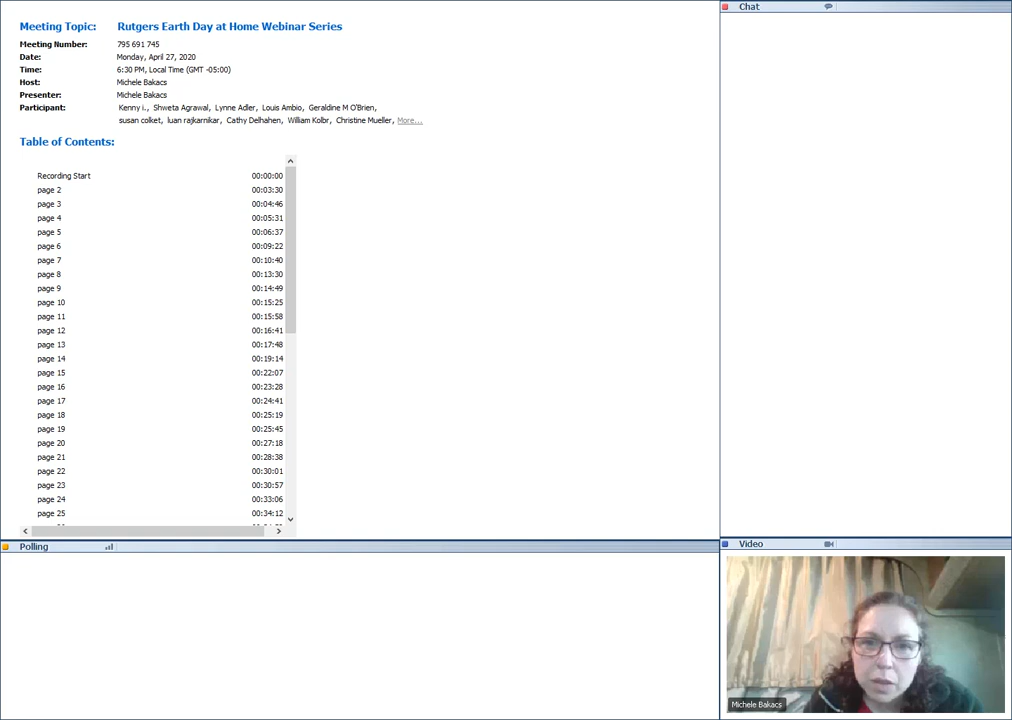 Meeting Topic: Rutgers Earth Day at Home Webinar Series
Meeting Number: 795 691 745
Date: Monday, April 27, 2020
Time: 6:30 PM, Local Time (GMT -05:00)
Host: Michele Bakacs
Presenter: Michele Bakacs
Participant: Kenny i., Shweta Agrawal, Lynne Adler, Louis Ambio, Geraldine M O'Brien,
susan colket, luan rajkarnikar, Cathy Delhahen, William Kolbr, Christine Mueller, More...
Table of Contents:
Recording Start 00:00:00
page 2 00:03:30
page 3 00:04:46
page 4 00:05:31
page 5 00:06:37
page 6 00:09:22
page 7 00:10:40
page 8 00:13:30
page 9 00:14:49
page 10 00:15:25
page 11 00:15:58
page 12 00:16:41
page 13 00:17:48
page 14 00:19:14
page 15 00:22:07
page 16 00:23:28
page 17 00:24:41
page 18 00:25:19
page 19 00:25:45
page 20 00:27:18
page 21 00:28:38
page 22 00:30:01
page 23 00:30:57
page 24 00:33:06
page 25 00:34:12
Polling
Chat
Video
Michele Bakacs